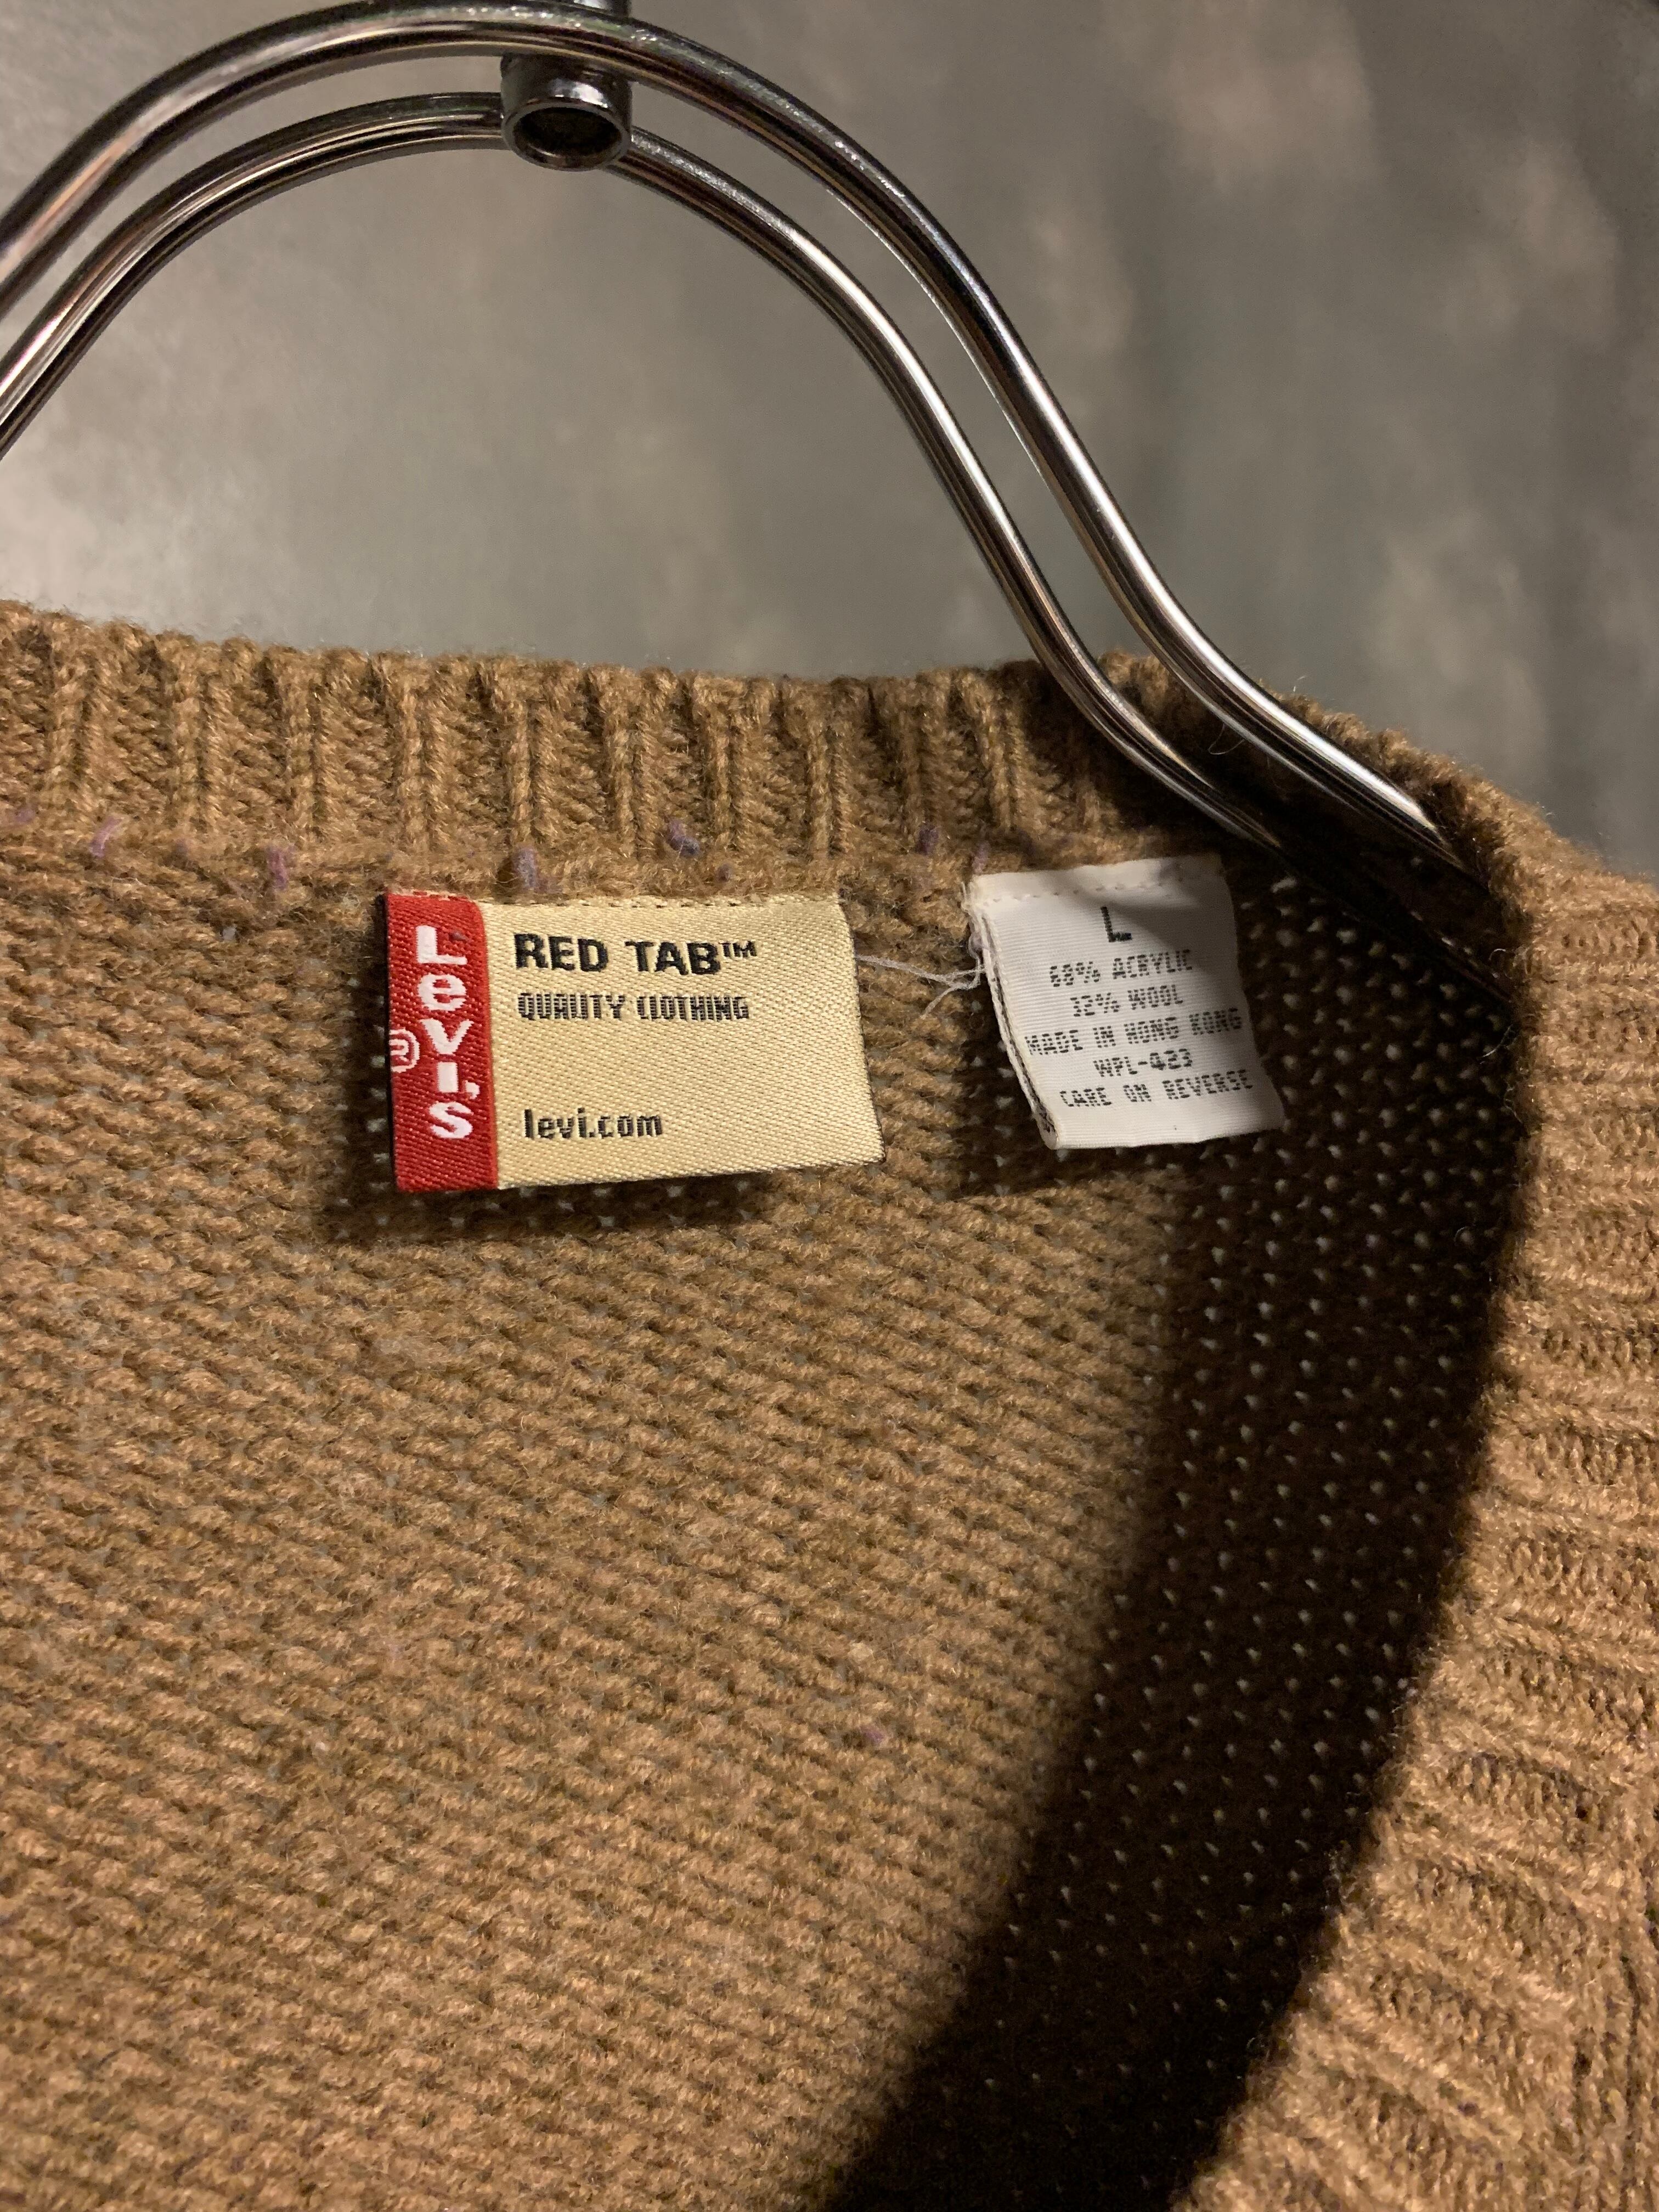 Levi's
®
RED TAB™
QUALITY CLOTHING
levi.com
L
68% ACRYLIC
32% WOOL
MADE IN HONG KONG
WPL-423
CARE ON REVERSE